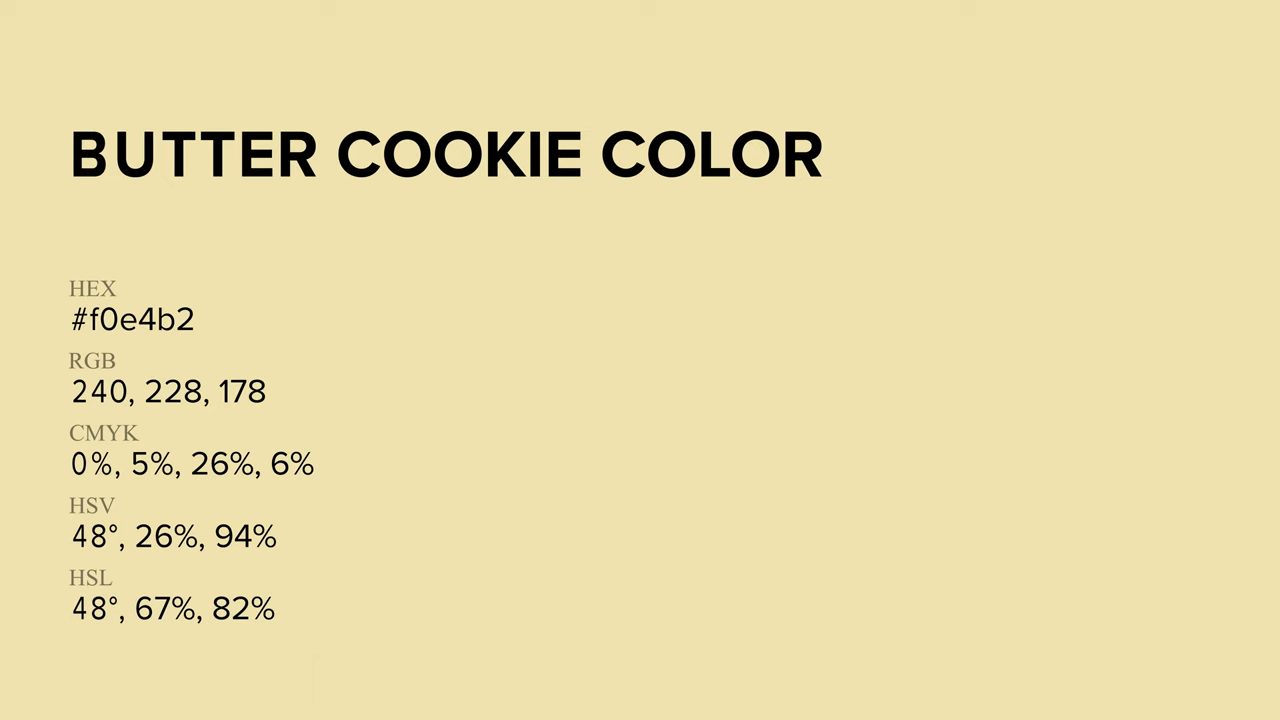 BUTTER COOKIE COLOR
HEX
#f0e4b2
RGB
240, 228, 178
CMYK
0%, 5%, 26%, 6%
HSV
48°, 26%, 94%
HSL
48°, 67%, 82%